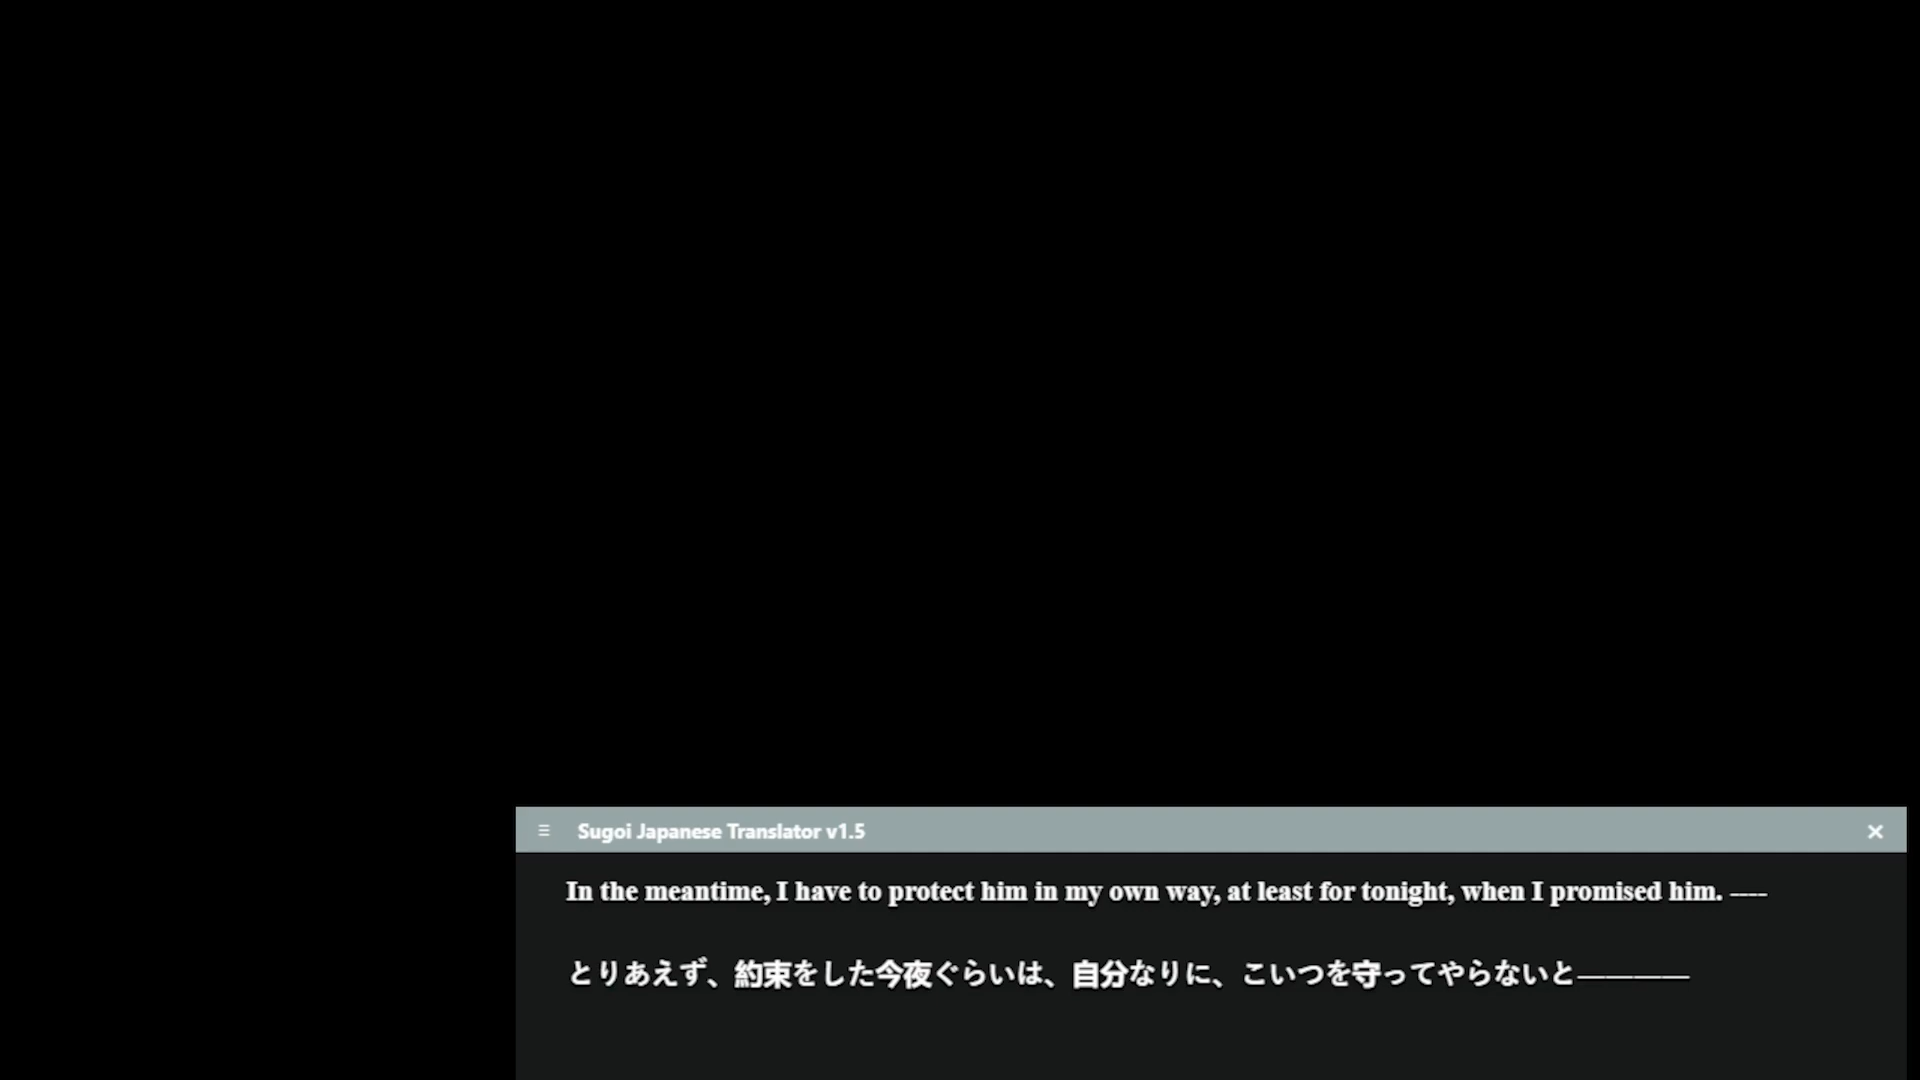 Sugoi Japanese Translator v1.5
In the meantime, I have to protect him in my own way, at least for tonight, when I promised him. ----
とりあえず、約束をした今夜ぐらいは、自分なりに、こいつを守ってやらないと――――